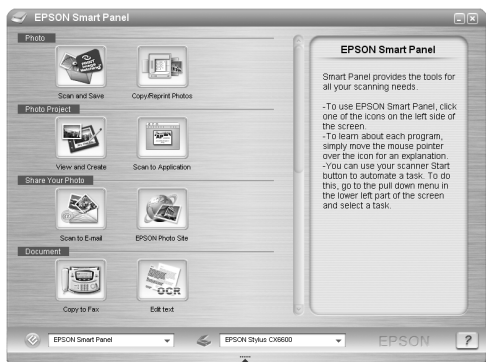 EPSON Smart Panel
Photo
Scan and Save
Copy/Reprint Photos
Photo Project
View and Create
Scan to Application
Share Your Photo
Scan to E-mail
EPSON Photo Site
Document
OCR
Copy to Fax
Edit text
EPSON Smart Panel
Smart Panel provides the tools for
all your scanning needs.
-To use EPSON Smart Panel, click
one of the icons on the left side of
the screen.
-To learn about each program,
simply move the mouse pointer
over the icon for an explanation.
-You can use your scanner Start
button to automate a task. To do
this, go to the pull down menu in
the lower left part of the screen
and select a task.
EPSON Smart Panel
EPSON Stylus CX6600
EPSON
?